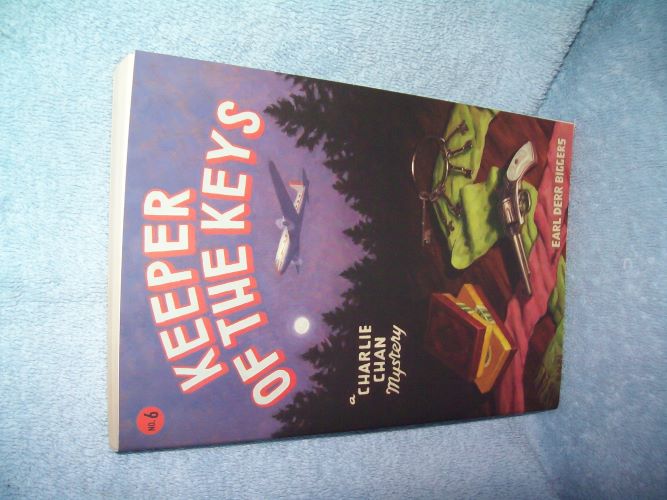 NO. 6
KEEPER
OF THE KEYS
a
CHARLIE
CHAN
Mystery
EARL DERR BIGGERS